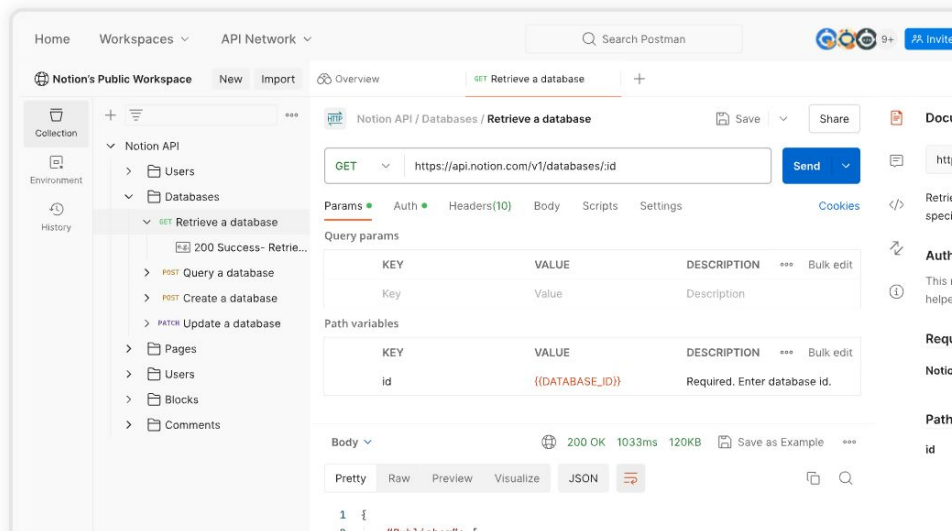 Home Workspaces API Network Search Postman 9+ Invite
Notion's Public Workspace New Import Overview GET Retrieve a database
Collection
Environment
History
Notion API
Users
Databases
GET Retrieve a database
200 Success- Retrie...
POST Query a database
POST Create a database
PATCH Update a database
Pages
Users
Blocks
Comments
HTTP Notion API / Databases / Retrieve a database Save Share
GET https://api.notion.com/v1/databases/:id Send
Params Auth Headers(10) Body Scripts Settings Cookies
Query params
KEY VALUE DESCRIPTION Bulk edit
Key Value Description
Path variables
KEY VALUE DESCRIPTION Bulk edit
id {{DATABASE_ID}} Required. Enter database id.
Body 200 OK 1033ms 120KB Save as Example
Pretty Raw Preview Visualize JSON
1 {
Docu
htt
Retrie
speci
Auth
This
helpe
Requ
Notio
Path
id